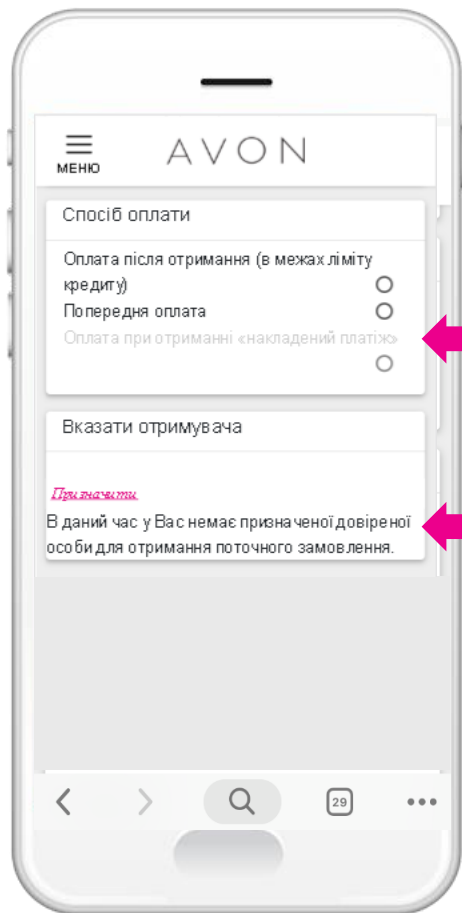 МЕНЮ
AVON
Спосіб оплати
Оплата після отримання (в межах ліміту
кредиту)
Попередня оплата
Оплата при отриманні «накладений платіж»
Вказати отримувача
Призначити
В даний час у Вас немає призначеної довіреної
особи для отримання поточного замовлення.
29